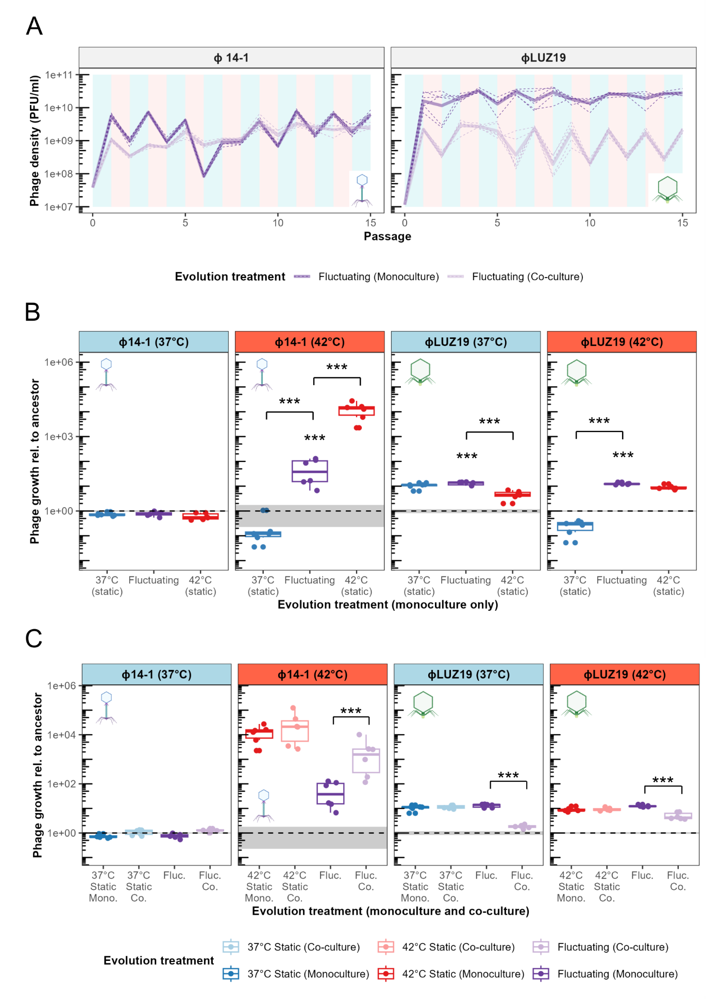 A
ϕ 14-1 ϕLUZ19
Phage density (PFU/ml)
1e+11
1e+10
1e+09
1e+08
1e+07
0 5 10 15 0 5 10 15
Passage
Evolution treatment Fluctuating (Monoculture) Fluctuating (Co-culture)
B
ϕ14-1 (37°C) ϕ14-1 (42°C) ϕLUZ19 (37°C) ϕLUZ19 (42°C)
Phage growth rel. to ancestor
1e+06
1e+03
1e+00
***
***
***
***
***
***
***
37°C Fluctuating 42°C 37°C Fluctuating 42°C 37°C Fluctuating 42°C 37°C Fluctuating 42°C
(static) (static) (static) (static) (static) (static) (static) (static)
Evolution treatment (monoculture only)
C
ϕ14-1 (37°C) ϕ14-1 (42°C) ϕLUZ19 (37°C) ϕLUZ19 (42°C)
Phage growth rel. to ancestor
1e+06
1e+04
1e+02
1e+00
***
***
***
37°C 37°C Fluc. Fluc. 42°C 42°C Fluc. Fluc. 37°C 37°C Fluc. Fluc. 42°C 42°C Fluc. Fluc.
Static Static Co. Static Static Co. Static Static Co. Static Static Co.
Mono. Co. Mono. Co. Mono. Co. Mono. Co.
Evolution treatment (monoculture and co-culture)
Evolution treatment
37°C Static (Co-culture) 42°C Static (Co-culture) Fluctuating (Co-culture)
37°C Static (Monoculture) 42°C Static (Monoculture) Fluctuating (Monoculture)